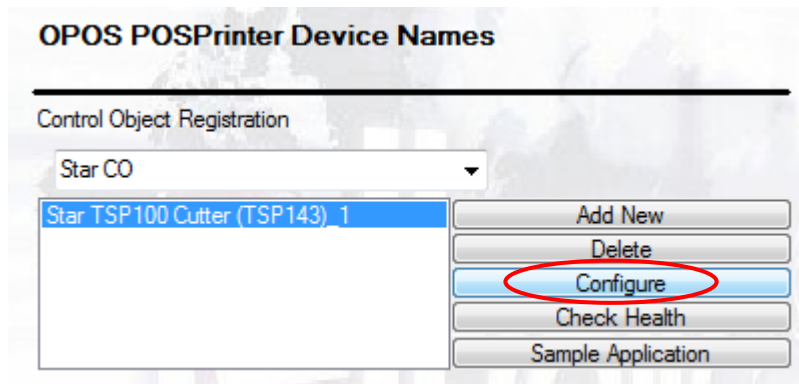 OPOS POSPrinter Device Names
Control Object Registration
Star CO
Star TSP100 Cutter (TSP143)_1
Add New
Delete
Configure
Check Health
Sample Application